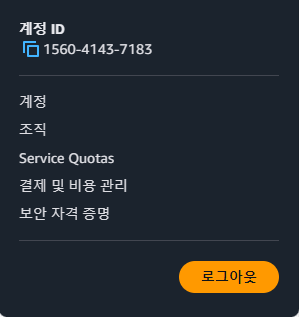 계정 ID
1560-4143-7183
계정
조직
Service Quotas
결제 및 비용 관리
보안 자격 증명
로그아웃